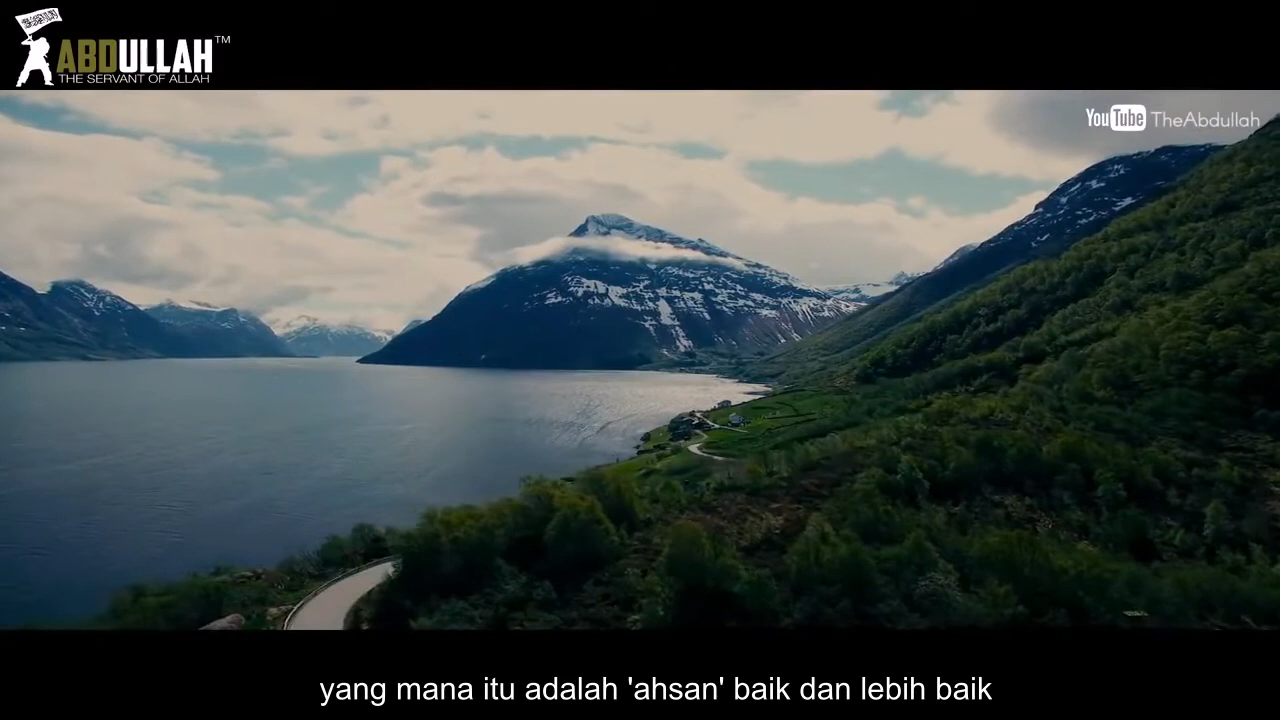 ABDULLAH™
THE SERVANT OF ALLAH
YouTube TheAbdullah
yang mana itu adalah 'ahsan' baik dan lebih baik